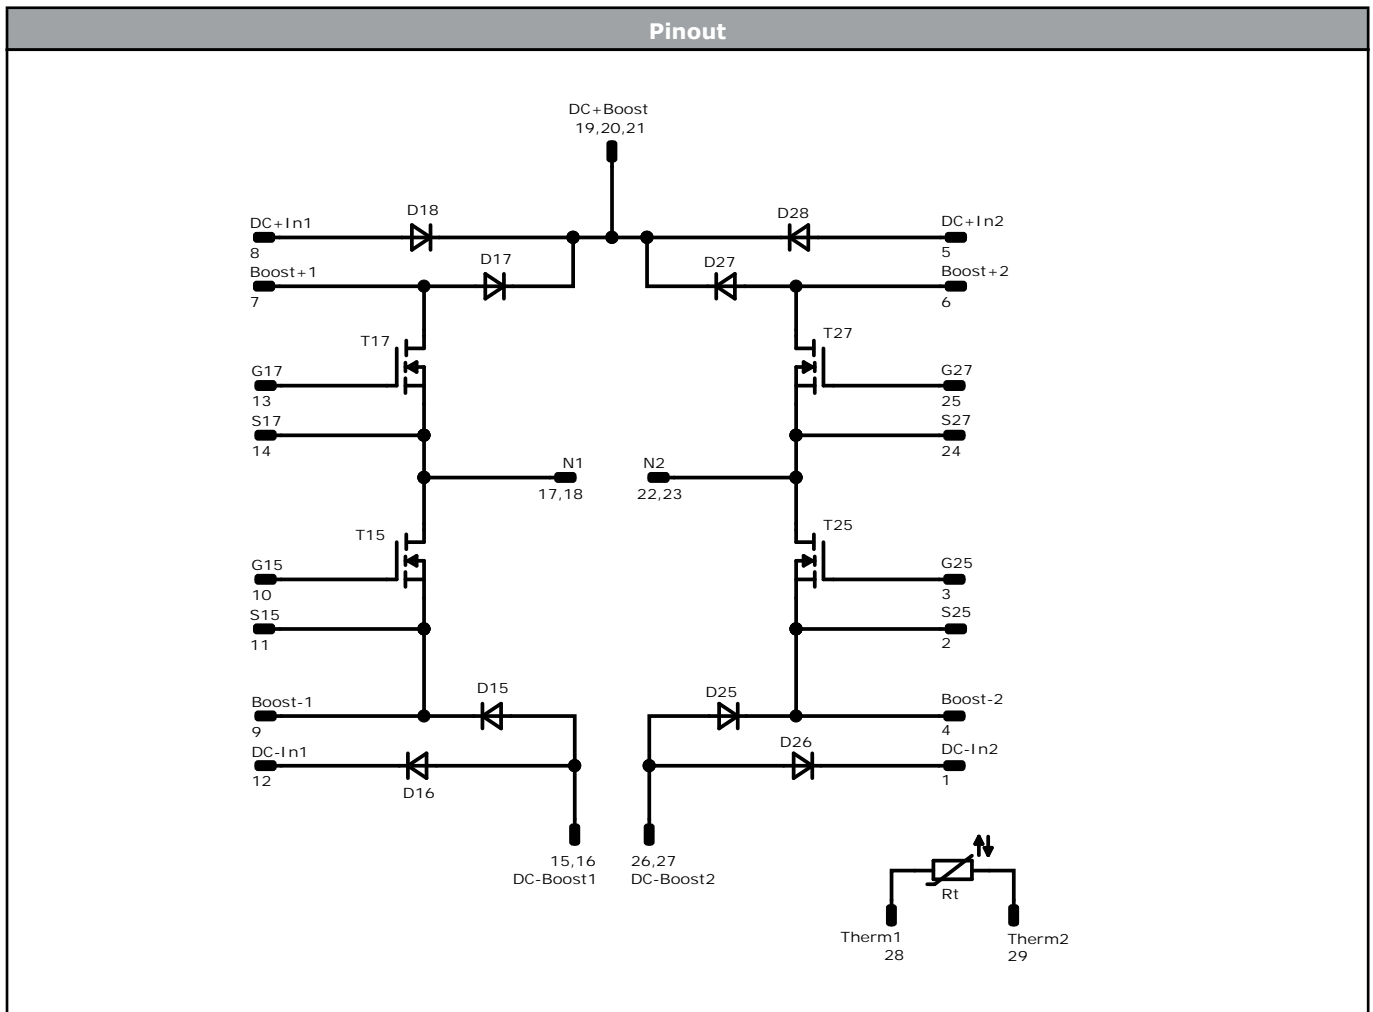 Pinout
DC+Boost
19,20,21
D18
D28
DC+In1
DC+In2
8
5
D17
D27
Boost+1
Boost+2
7
6
T17
T27
G17
G27
13
25
S17
S27
14
24
N1
N2
17,18
22,23
T15
T25
G15
G25
10
3
S15
S25
11
2
D15
D25
Boost-1
Boost-2
9
4
D26
DC-In1
DC-In2
12
1
D16
15,16
26,27
DC-Boost1
DC-Boost2
Rt
Therm1
Therm2
28
29